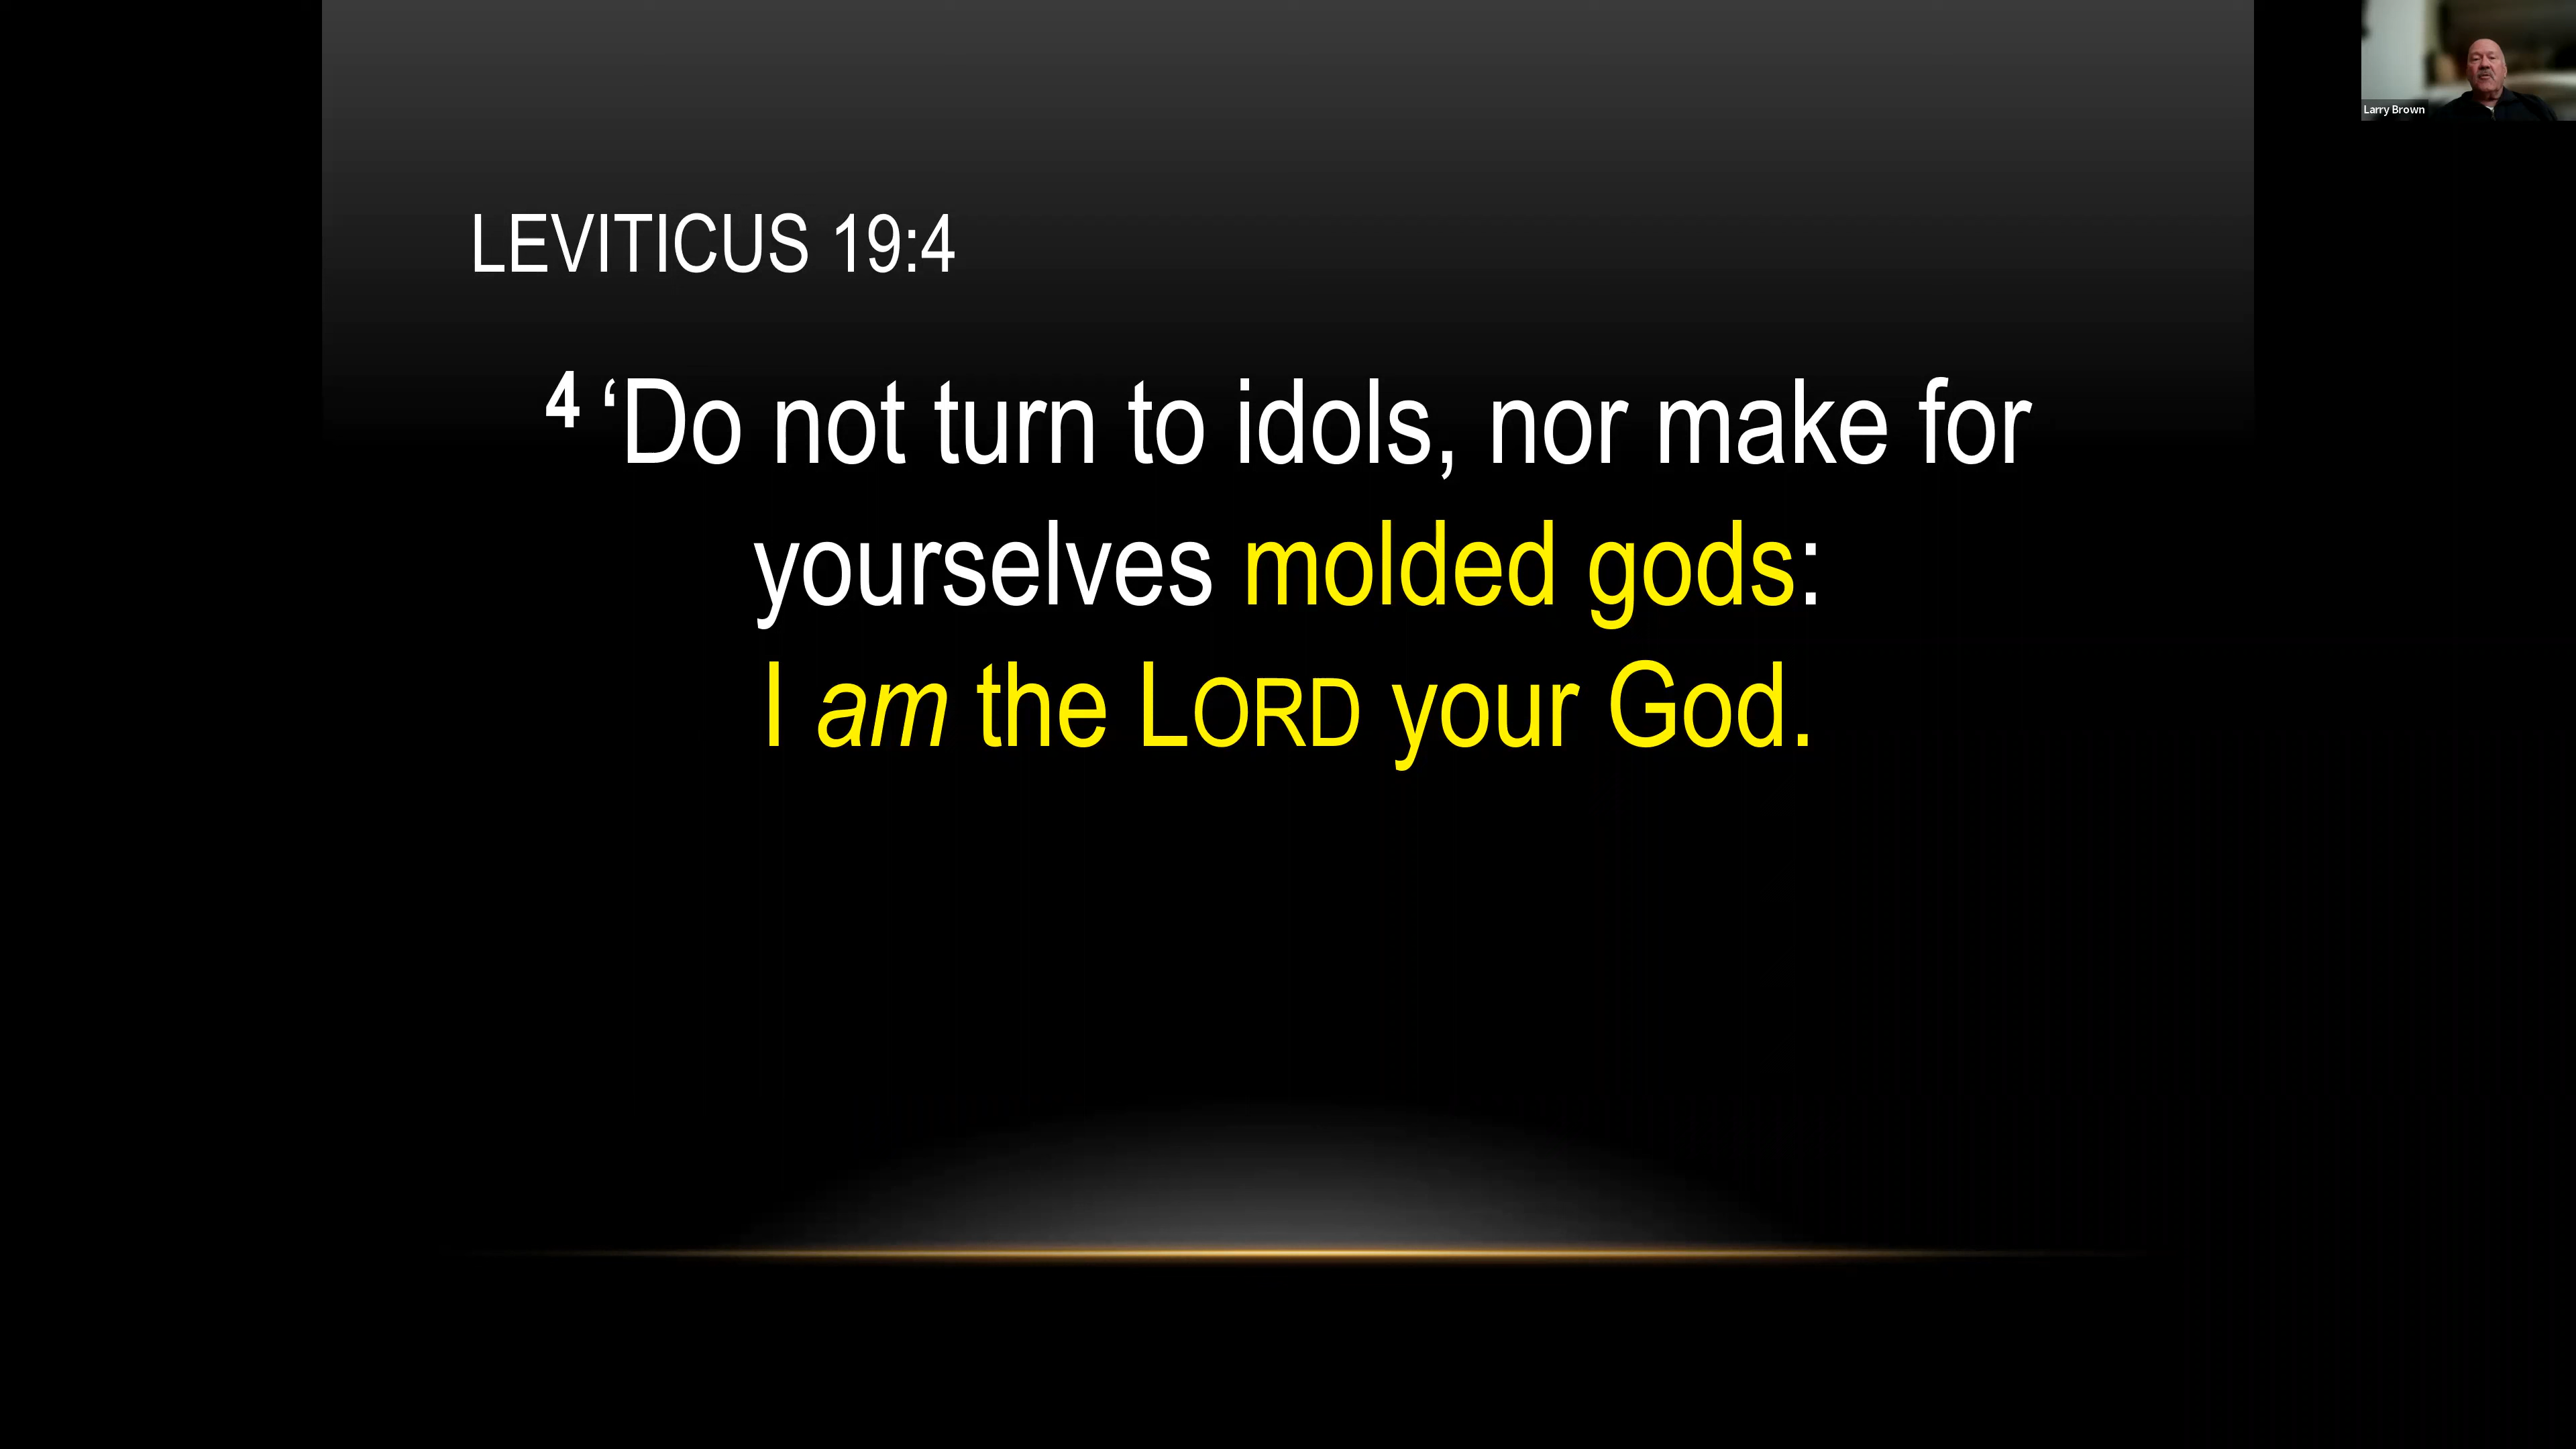 LEVITICUS 19:4
4 ‘Do not turn to idols, nor make for
yourselves molded gods:
I am the LORD your God.
Larry Brown